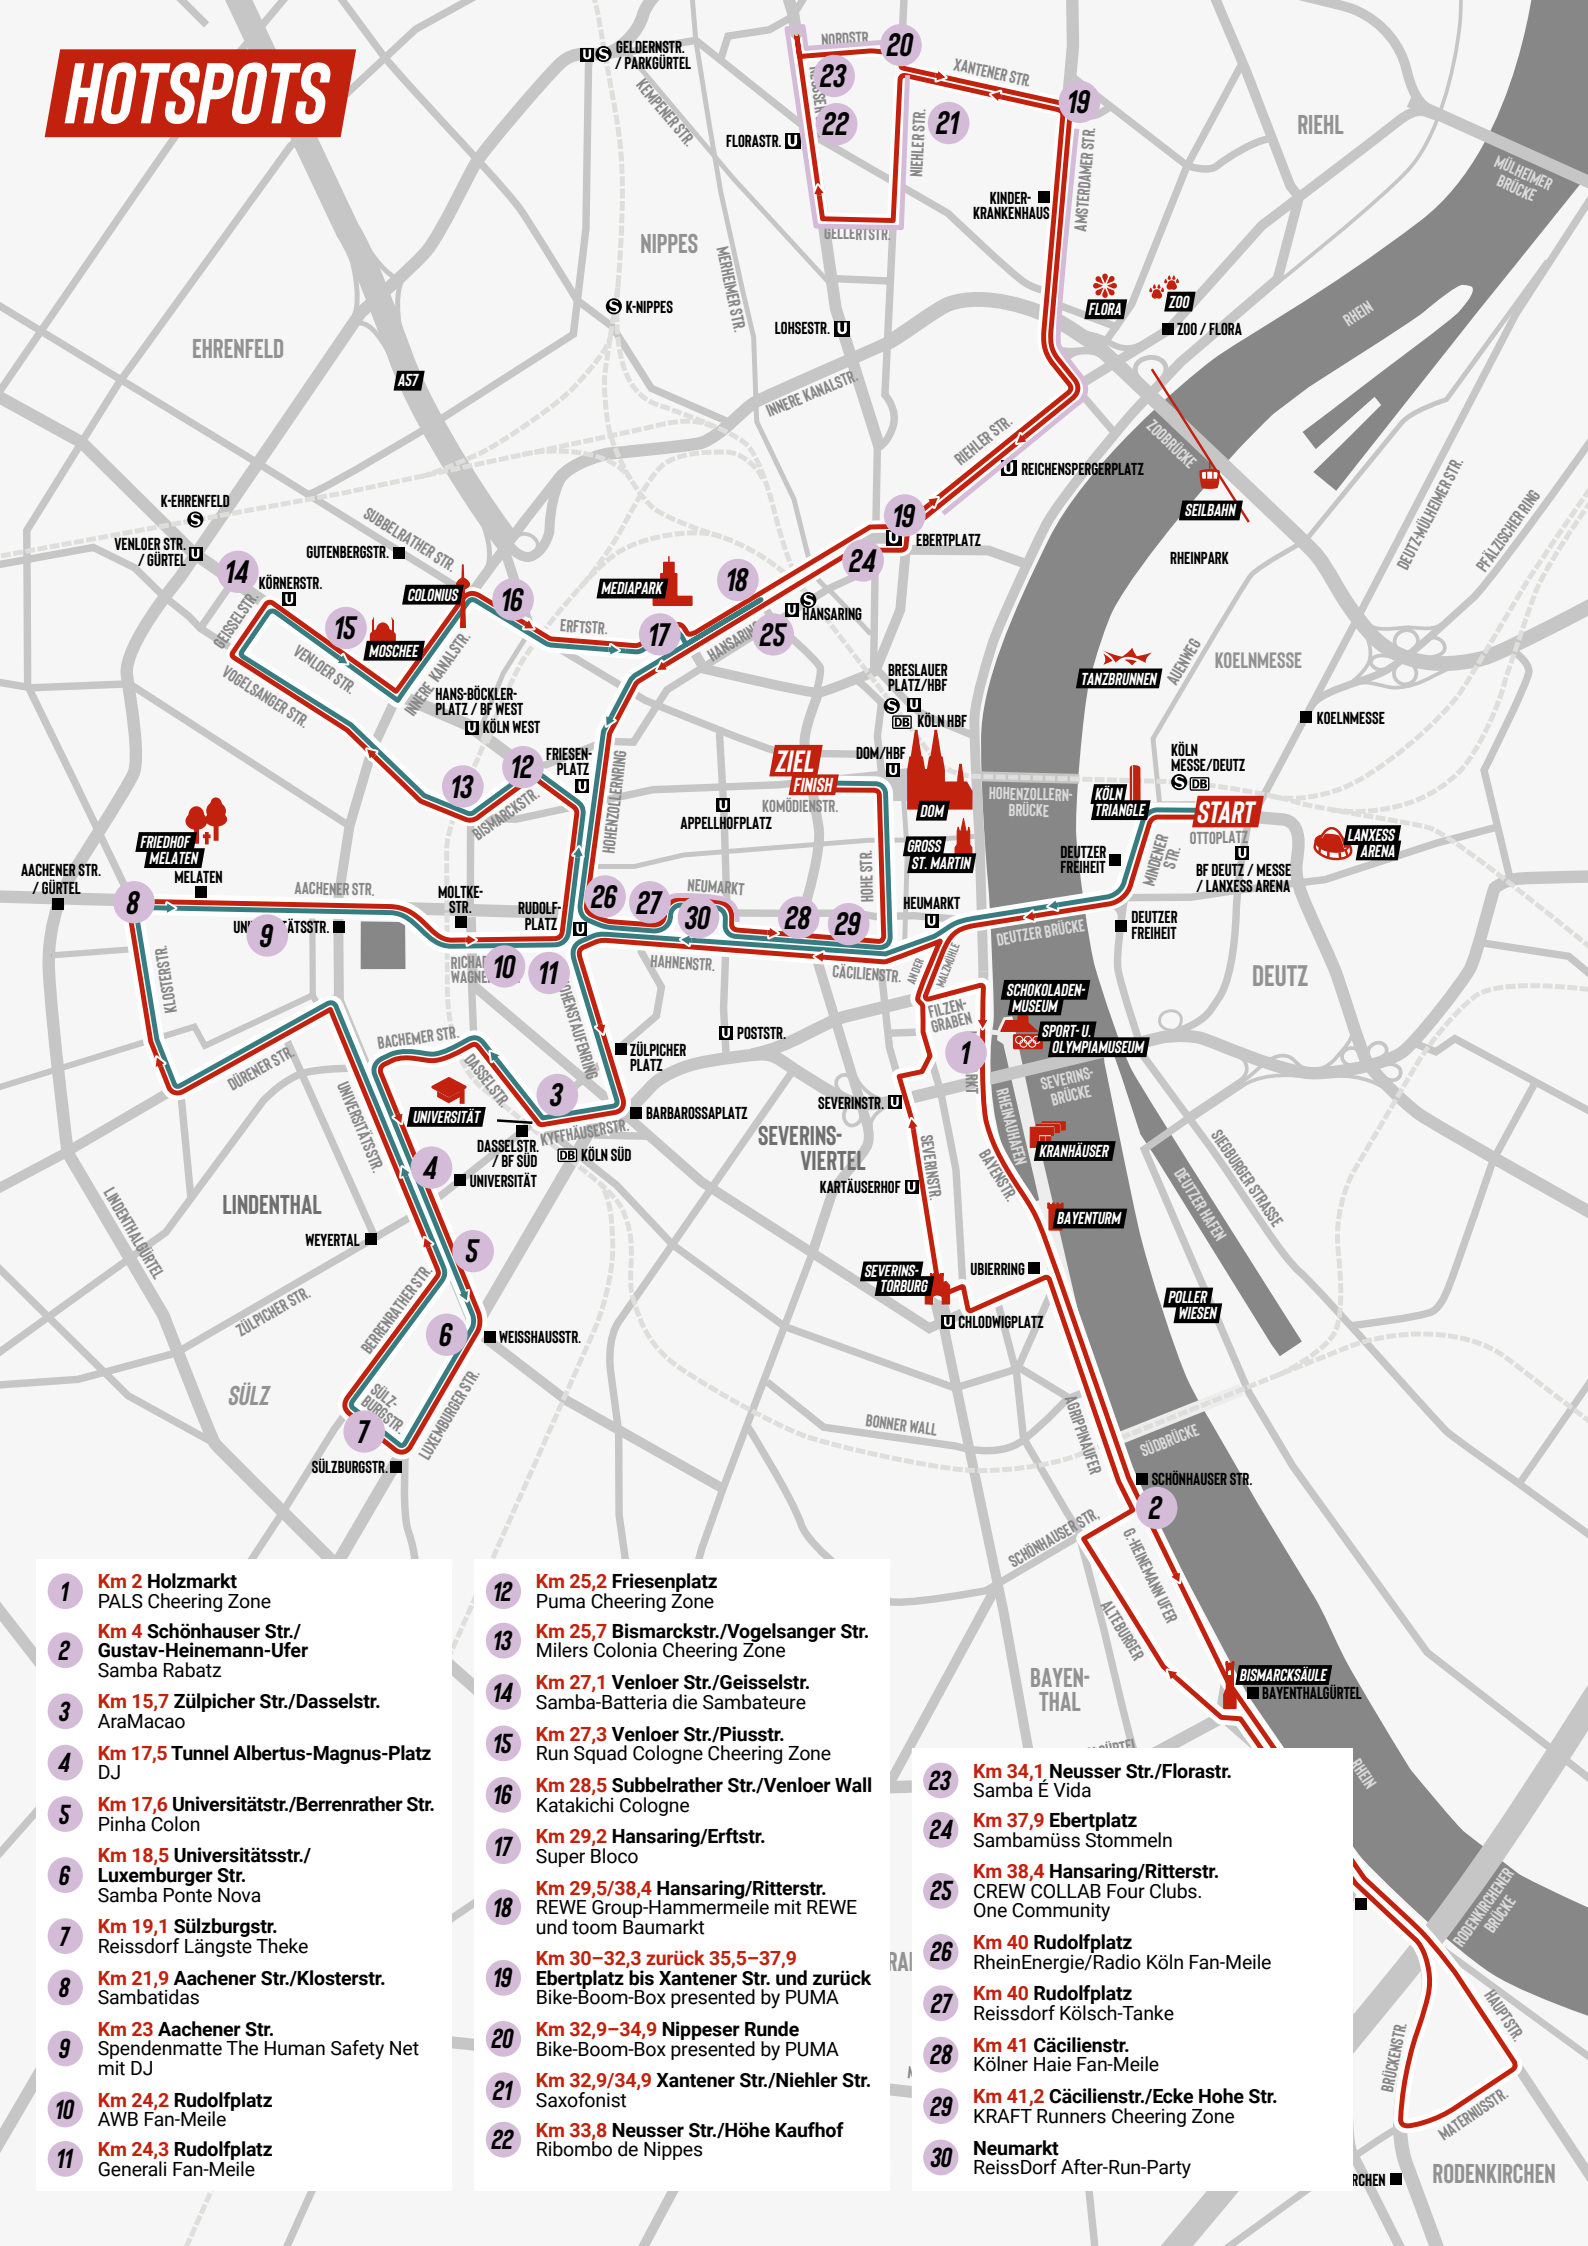 HOTSPOTS
GELDERNSTR.
/ PARKGÜRTEL
KEMPENER STR.
NORDSTR.
20
23
22
21
19
XANTENER STR.
NIEHLER STR.
AMSTERDAMER STR.
FLORASTR.
KINDER-
KRANKENHAUS
GELLERTSTR.
RIEHL
MÜLHEIMER
BRÜCKE
NIPPES
MERHEIMER STR.
K-NIPPES
LOHSESTR.
FLORA
ZOO
ZOO / FLORA
RHEIN
EHRENFELD
A57
INNERE KANALSTR.
RIEHLER STR.
REICHENSPERGERPLATZ
ZOOBRÜCKE
SEILBAHN
RHEINPARK
DEUTZ-MÜLHEIMER STR.
PFÄLZISCHER RING
K-EHRENFELD
VENLOER STR.
/ GÜRTEL
GUTENBERGSTR.
SUBBELRATHER STR.
14
KÖRNERSTR.
GEISSELSTR.
15
MOSCHEE
COLONIUS
16
ERFTSTR.
MEDIAPARK
17
18
19
EBERTPLATZ
24
HANSARING
25
HANSARING
VENLOER STR.
VOGELSANGER STR.
INNERE KANALSTR.
HANS-BÖCKLER-
PLATZ / BF WEST
KÖLN WEST
BRESLAUER
PLATZ/HBF
DB KÖLN HBF
DOM/HBF
TANZBRUNNEN
AUENWEG
KOELNMESSE
KOELNMESSE
KÖLN
MESSE/DEUTZ
DB
12
13
BISMARCKSTR.
FRIESEN-
PLATZ
HOHENZOLLERNRING
ZIEL
FINISH
KOMÖDIENSTR.
APPELLHOFPLATZ
DOM
GROSS
ST. MARTIN
HOHENZOLLERN-
BRÜCKE
KÖLN
TRIANGLE
START
OTTOPLATZ
BF DEUTZ / MESSE
/ LANXESS ARENA
LANXESS
ARENA
MINDENER
STR.
DEUTZER
FREIHEIT
DEUTZER
FREIHEIT
FRIEDHOF
MELATEN
MELATEN
AACHENER STR.
/ GÜRTEL
8
AACHENER STR.
9
MOLTKE-
STR.
RUDOLF-
PLATZ
26
27
NEUMARKT
30
28
29
HOHE STR.
HEUMARKT
DEUTZER BRÜCKE
10
11
HAHNENSTR.
CÄCILIENSTR.
AN DER
MALZMÜHLE
KLOSTERSTR.
DÜRENER STR.
BACHEMER STR.
DASSELSTR.
UNIVERSITÄTSSTR.
UNIVERSITÄT
3
ZÜLPICHER
PLATZ
BARBAROSSAPLATZ
KYFFHÄUSERSTR.
DASSELSTR.
/ BF SÜD
DB KÖLN SÜD
POSTSTR.
FILZEN-
GRABEN
1
SCHOKOLADEN-
MUSEUM
SPORT- U.
OLYMPIAMUSEUM
SEVERINS-
BRÜCKE
DEUTZ
SEVERINSTR.
SEVERINS-
VIERTEL
KARTÄUSERHOF
SEVERINSTR.
BAYENSTR.
RHEINAUHAFEN
KRANHÄUSER
BAYENTURM
SIEGBURGER STRASSE
DEUTZER HAFEN
4
UNIVERSITÄT
LINDENTHAL
LINDENTHALGÜRTEL
WEYERTAL
5
6
BERRENRATHER STR.
ZÜLPICHER STR.
WEISSHAUSSTR.
SÜLZ
SÜLZ-
BURGSTR.
7
LUXEMBURGER STR.
SÜLZBURGSTR.
SEVERINS-
TORBURG
UBIERRING
CHLODWIGPLATZ
POLLER
WIESEN
BONNER WALL
AGRIPPINAUFER
SÜDBRÜCKE
SCHÖNHAUSER STR.
2
SCHÖNHAUSER STR.
G.-HEINEMANN UFER
ALTEBURGER
BAYEN-
THAL
BISMARCKSÄULE
BAYENTHALGÜRTEL
RHEIN
RODENKIRCHENER
BRÜCKE
HAUPTSTR.
BRÜCKENSTR.
MATERNUSSTR.
RCHEN
RODENKIRCHEN
1 Km 2 Holzmarkt
PALS Cheering Zone
2 Km 4 Schönhauser Str./
Gustav-Heinemann-Ufer
Samba Rabatz
3 Km 15,7 Zülpicher Str./Dasselstr.
AraMacao
4 Km 17,5 Tunnel Albertus-Magnus-Platz
DJ
5 Km 17,6 Universitätstr./Berrenrather Str.
Pinha Colon
6 Km 18,5 Universitätsstr./
Luxemburger Str.
Samba Ponte Nova
7 Km 19,1 Sülzburgstr.
Reissdorf Längste Theke
8 Km 21,9 Aachener Str./Klosterstr.
Sambatidas
9 Km 23 Aachener Str.
Spendenmatte The Human Safety Net
mit DJ
10 Km 24,2 Rudolfplatz
AWB Fan-Meile
11 Km 24,3 Rudolfplatz
Generali Fan-Meile
12 Km 25,2 Friesenplatz
Puma Cheering Zone
13 Km 25,7 Bismarckstr./Vogelsanger Str.
Milers Colonia Cheering Zone
14 Km 27,1 Venloer Str./Geisselstr.
Samba-Batteria die Sambateure
15 Km 27,3 Venloer Str./Piusstr.
Run Squad Cologne Cheering Zone
16 Km 28,5 Subbelrather Str./Venloer Wall
Katakichi Cologne
17 Km 29,2 Hansaring/Erftstr.
Super Bloco
18 Km 29,5/38,4 Hansaring/Ritterstr.
REWE Group-Hammermeile mit REWE
und toom Baumarkt
19 Km 30–32,3 zurück 35,5–37,9
Ebertplatz bis Xantener Str. und zurück
Bike-Boom-Box presented by PUMA
20 Km 32,9–34,9 Nippeser Runde
Bike-Boom-Box presented by PUMA
21 Km 32,9/34,9 Xantener Str./Niehler Str.
Saxofonist
22 Km 33,8 Neusser Str./Höhe Kaufhof
Ribombo de Nippes
23 Km 34,1 Neusser Str./Florastr.
Samba É Vida
24 Km 37,9 Ebertplatz
Sambamüss Stommeln
25 Km 38,4 Hansaring/Ritterstr.
CREW COLLAB Four Clubs.
One Community
26 Km 40 Rudolfplatz
RheinEnergie/Radio Köln Fan-Meile
27 Km 40 Rudolfplatz
Reissdorf Kölsch-Tanke
28 Km 41 Cäcilienstr.
Kölner Haie Fan-Meile
29 Km 41,2 Cäcilienstr./Ecke Hohe Str.
KRAFT Runners Cheering Zone
30 Neumarkt
ReissDorf After-Run-Party